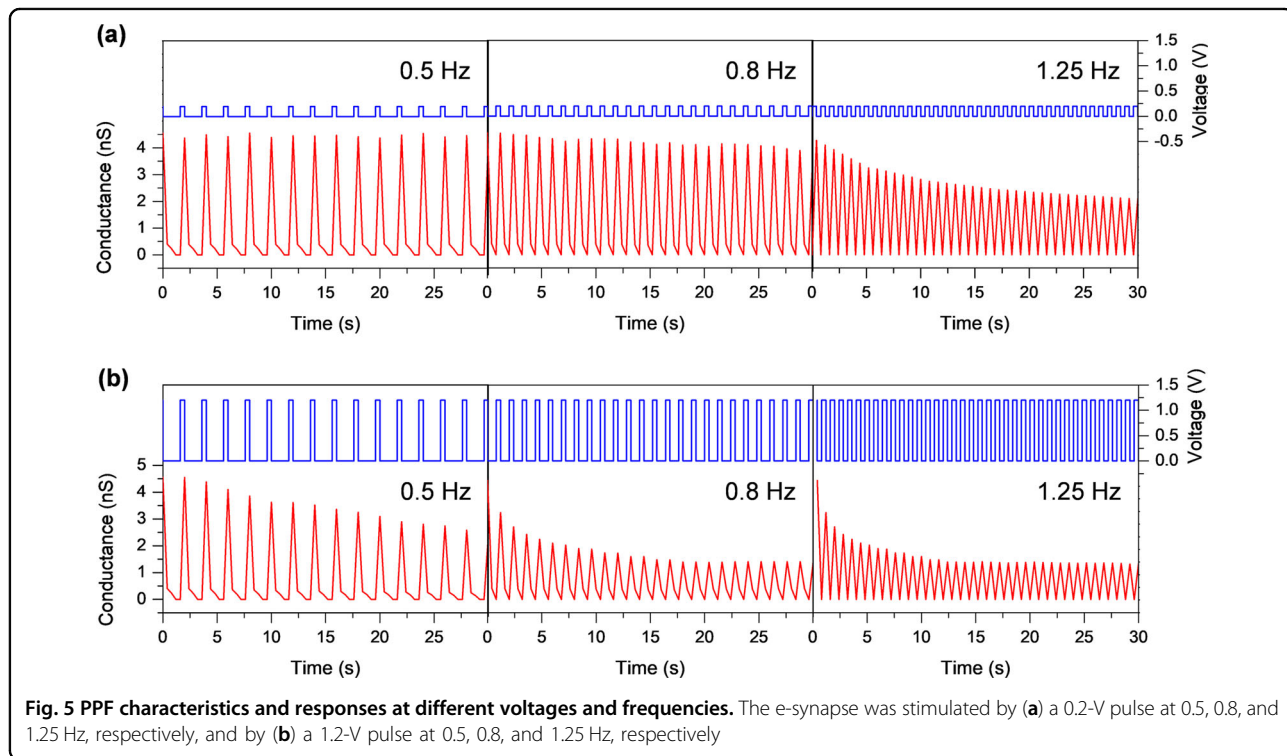 (a)
0.5 Hz
0.8 Hz
1.25 Hz
1.5
1.0
0.5
0.0
-0.5
Voltage (V)
4
3
2
1
0
Conductance (nS)
0 5 10 15 20 25 0 5 10 15 20 25 0 5 10 15 20 25 30
Time (s) Time (s) Time (s)
(b)
1.5
1.0
0.5
0.0
Voltage (V)
5
4
3
2
1
0
Conductance (nS)
0.5 Hz
0.8 Hz
1.25 Hz
0 5 10 15 20 25 0 5 10 15 20 25 0 5 10 15 20 25 30
Time (s) Time (s) Time (s)
Fig. 5 PPF characteristics and responses at different voltages and frequencies. The e-synapse was stimulated by (a) a 0.2-V pulse at 0.5, 0.8, and
1.25 Hz, respectively, and by (b) a 1.2-V pulse at 0.5, 0.8, and 1.25 Hz, respectively